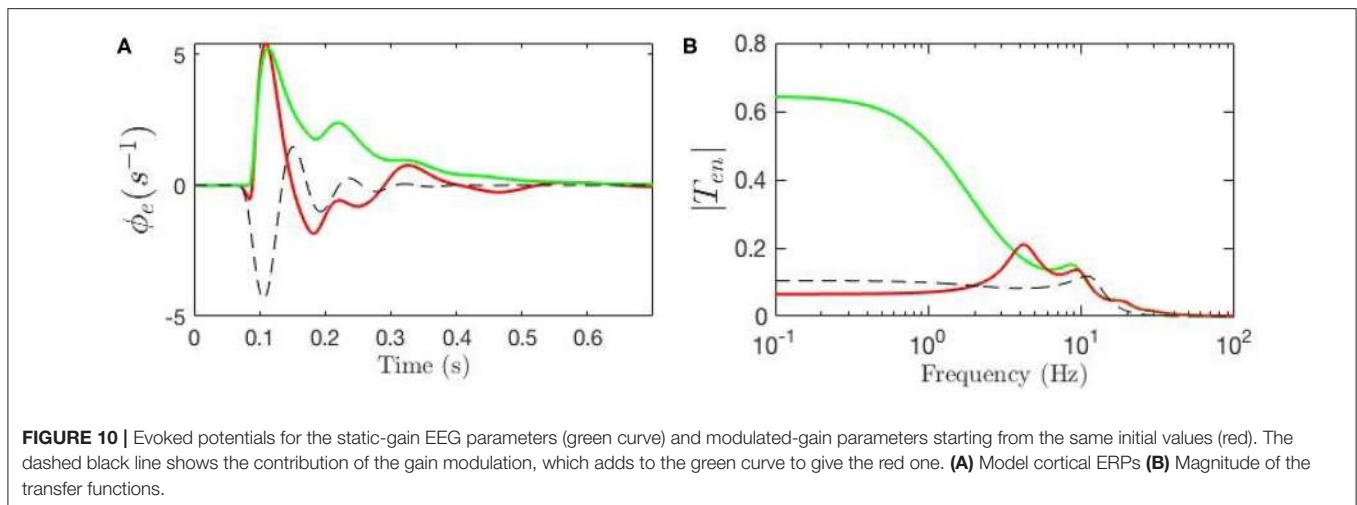 A
5
0
-5
ϕe(s−1)
0 0.1 0.2 0.3 0.4 0.5 0.6
Time (s)
B
0.8
0.6
0.4
0.2
0
|Ten|
10-1 100 101 102
Frequency (Hz)
FIGURE 10 | Evoked potentials for the static-gain EEG parameters (green curve) and modulated-gain parameters starting from the same initial values (red). The
dashed black line shows the contribution of the gain modulation, which adds to the green curve to give the red one. (A) Model cortical ERPs (B) Magnitude of the
transfer functions.